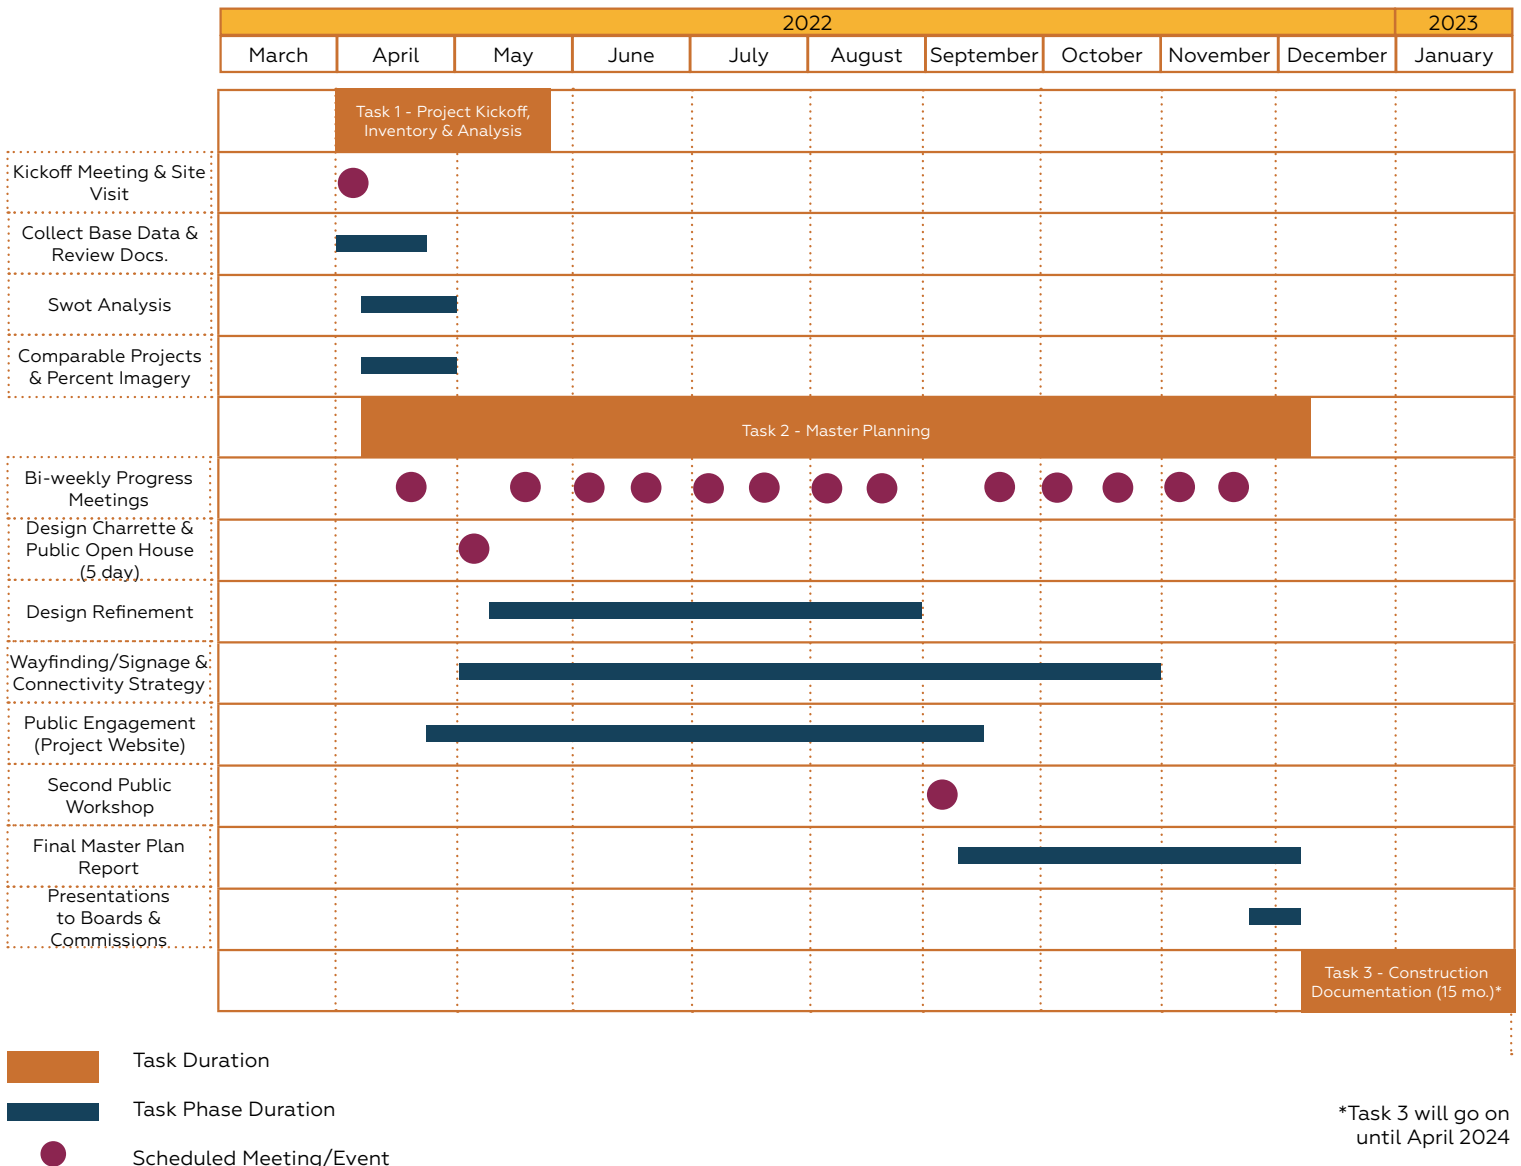 2022
2023
March
April
May
June
July
August
September
October
November
December
January
Task 1 - Project Kickoff,
Inventory & Analysis
Kickoff Meeting & Site
Visit
Collect Base Data &
Review Docs.
Swot Analysis
Comparable Projects
& Percent Imagery
Task 2 - Master Planning
Bi-weekly Progress
Meetings
Design Charrette &
Public Open House
(5 day)
Design Refinement
Wayfinding/Signage &
Connectivity Strategy
Public Engagement
(Project Website)
Second Public
Workshop
Final Master Plan
Report
Presentations
to Boards &
Commissions
Task 3 - Construction
Documentation (15 mo.)*
Task Duration
Task Phase Duration
Scheduled Meeting/Event
*Task 3 will go on
until April 2024